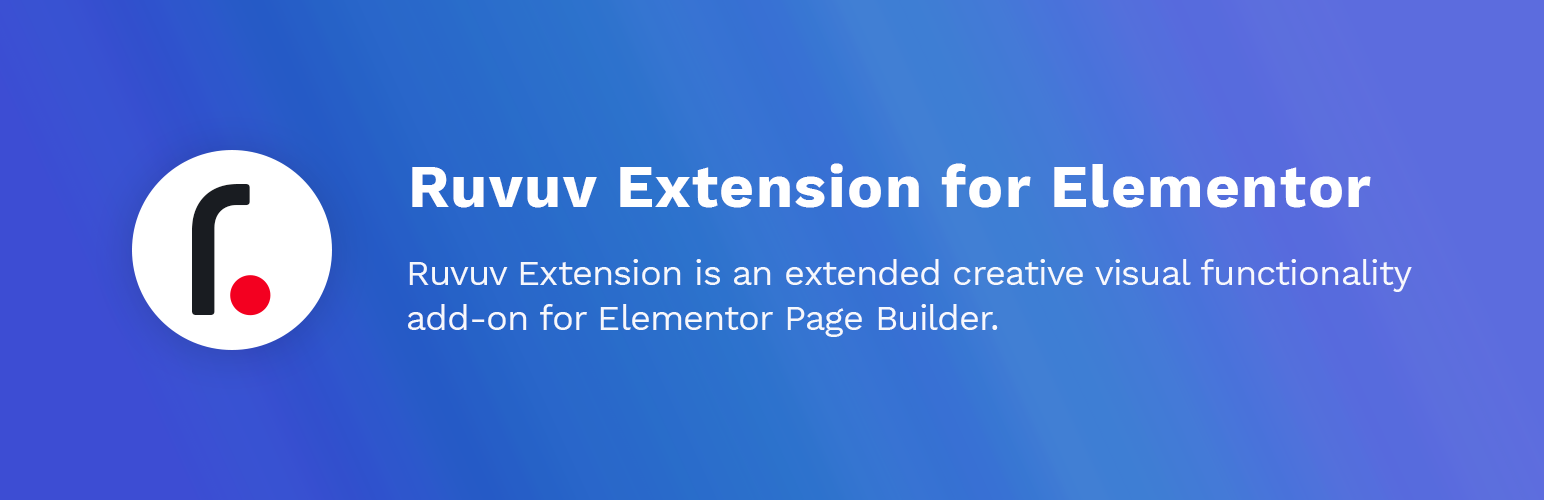 r.
Ruvuv Extension for Elementor
Ruvuv Extension is an extended creative visual functionality
add-on for Elementor Page Builder.